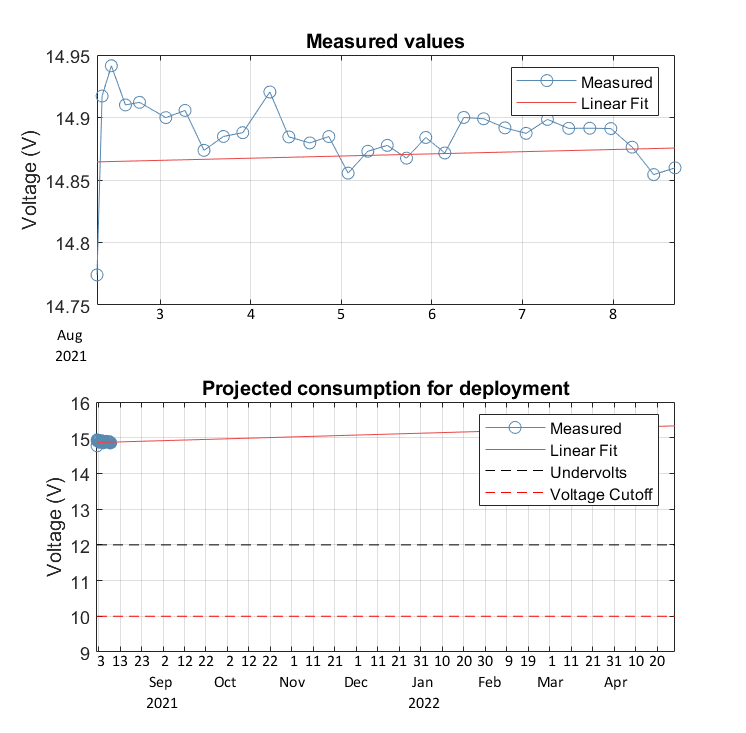 Measured values
14.95
14.9
14.85
14.8
14.75
Voltage (V)
Measured
Linear Fit
3 4 5 6 7 8
Aug
2021
Projected consumption for deployment
16
15
14
13
12
11
10
9
Voltage (V)
Measured
Linear Fit
Undervolts
Voltage Cutoff
3 13 23 2 12 22 2 12 22 1 11 21 1 11 21 31 10 20 30 9 19 1 11 21 31 10 20
Sep Oct Nov Dec Jan Feb Mar Apr
2021 2022